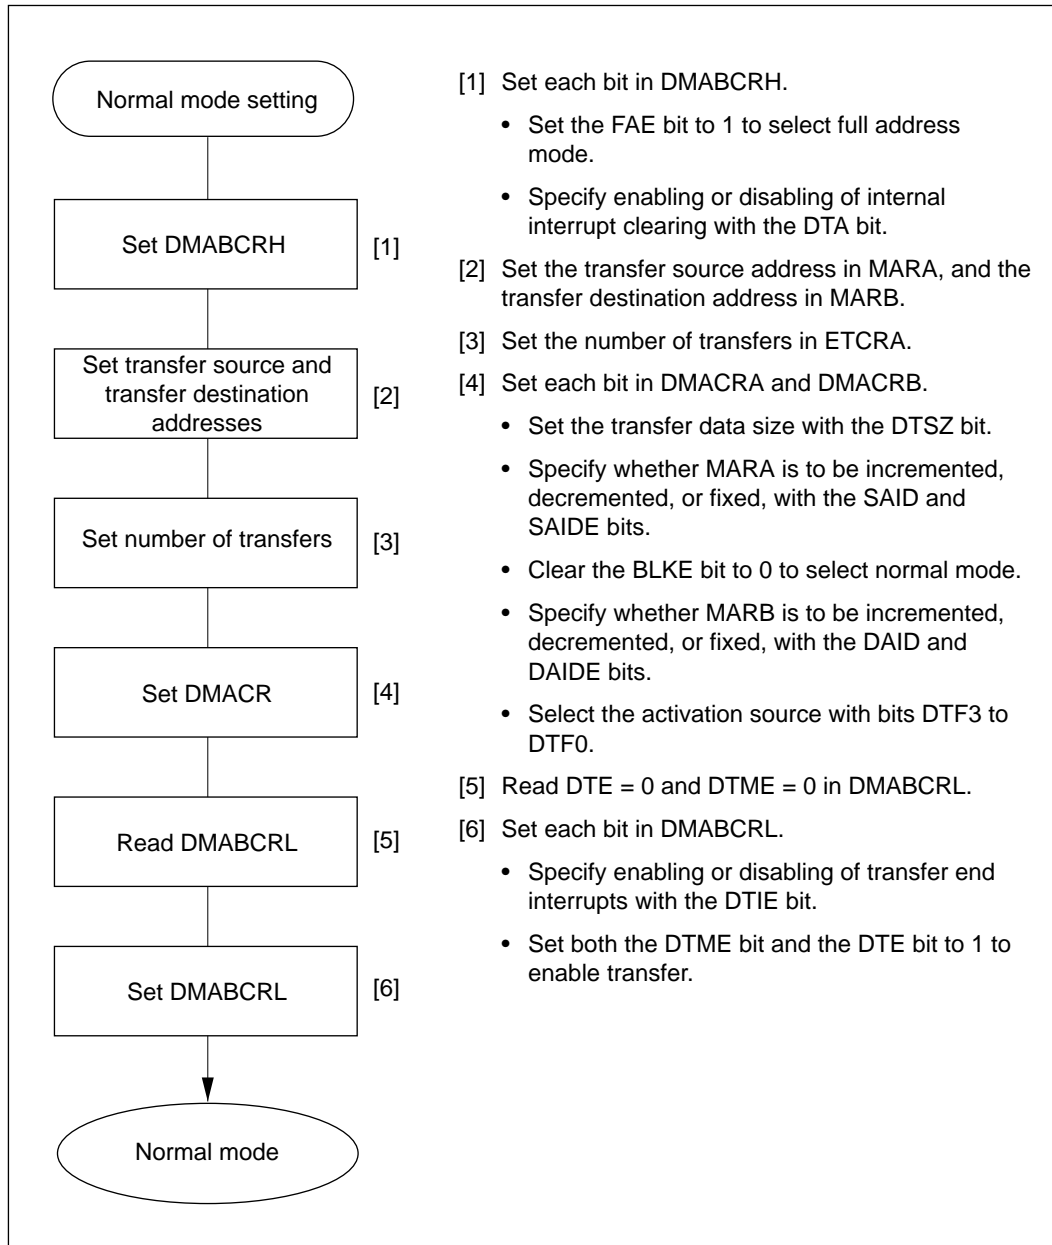 Normal mode setting
Set DMABCRH
[1]
Set transfer source and
transfer destination
addresses
[2]
Set number of transfers
[3]
Set DMACR
[4]
Read DMABCRL
[5]
Set DMABCRL
[6]
Normal mode
[1] Set each bit in DMABCRH.
• Set the FAE bit to 1 to select full address
mode.
• Specify enabling or disabling of internal
interrupt clearing with the DTA bit.
[2] Set the transfer source address in MARA, and the
transfer destination address in MARB.
[3] Set the number of transfers in ETCRA.
[4] Set each bit in DMACRA and DMACRB.
• Set the transfer data size with the DTSZ bit.
• Specify whether MARA is to be incremented,
decremented, or fixed, with the SAID and
SAIDE bits.
• Clear the BLKE bit to 0 to select normal mode.
• Specify whether MARB is to be incremented,
decremented, or fixed, with the DAID and
DAIDE bits.
• Select the activation source with bits DTF3 to
DTF0.
[5] Read DTE = 0 and DTME = 0 in DMABCRL.
[6] Set each bit in DMABCRL.
• Specify enabling or disabling of transfer end
interrupts with the DTIE bit.
• Set both the DTME bit and the DTE bit to 1 to
enable transfer.